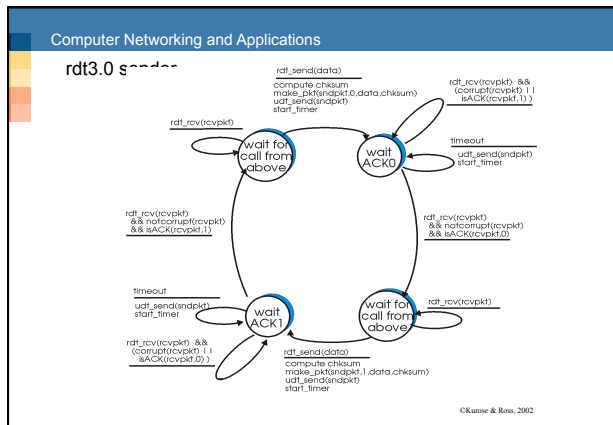 Computer Networking and Applications
rdt3.0 sender
rdt_send(data)
compute chksum
make_pkt(sndpkt,0,data,chksum)
udt_send(sndpkt)
start_timer
rdt_rcv(rcvpkt) &&
(corrupt(rcvpkt) ||
isACK(rcvpkt,1) )
rdt_rcv(rcvpkt)
wait for
call from
above
wait
ACK0
timeout
udt_send(sndpkt)
start_timer
rdt_rcv(rcvpkt)
&& notcorrupt(rcvpkt)
&& isACK(rcvpkt,1)
rdt_rcv(rcvpkt)
&& notcorrupt(rcvpkt)
&& isACK(rcvpkt,0)
timeout
udt_send(sndpkt)
start_timer
wait
ACK1
wait for
call from
above
rdt_rcv(rcvpkt)
rdt_rcv(rcvpkt) &&
(corrupt(rcvpkt) ||
isACK(rcvpkt,0) )
rdt_send(data)
compute chksum
make_pkt(sndpkt,1,data,chksum)
udt_send(sndpkt)
start_timer
©Kurose & Ross, 2002